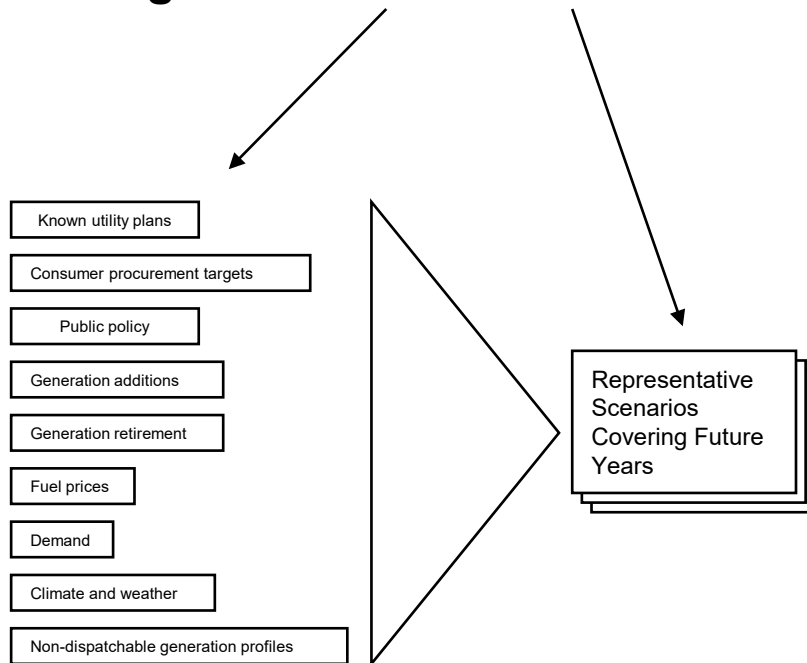 Known utility plans
Consumer procurement targets
Public policy
Generation additions
Generation retirement
Fuel prices
Demand
Climate and weather
Non-dispatchable generation profiles
Representative
Scenarios
Covering Future
Years